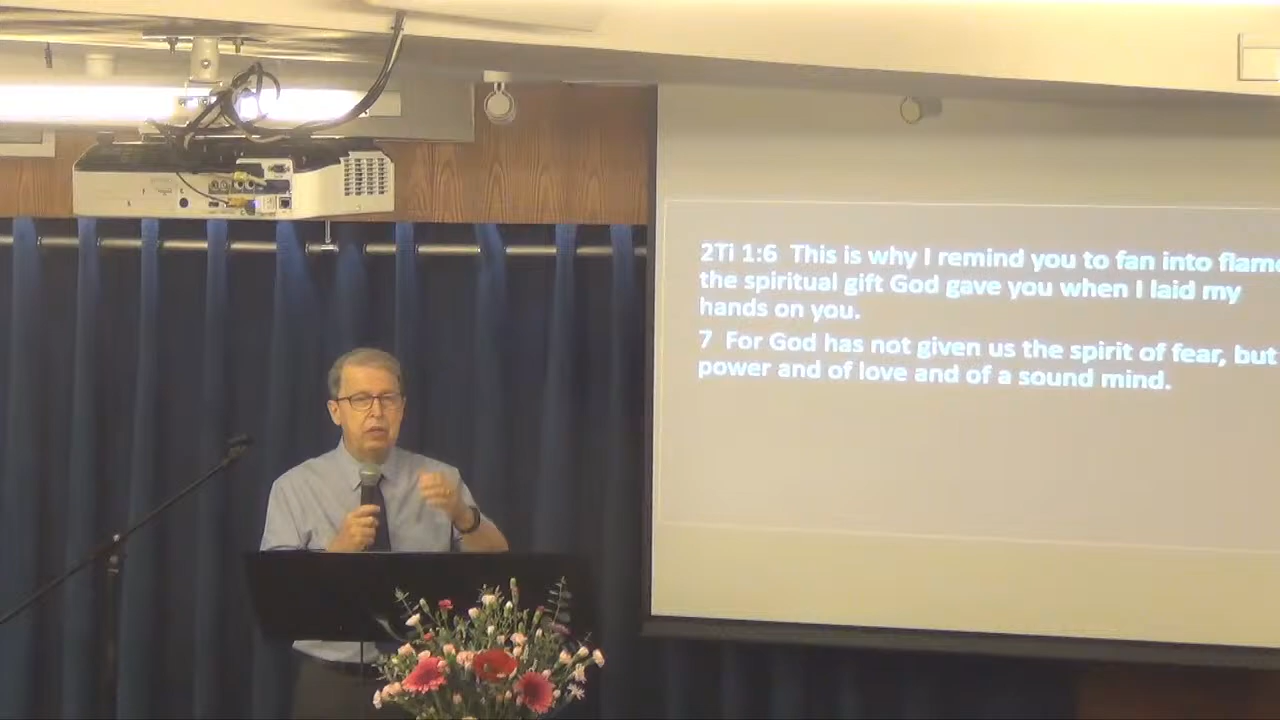 2Ti 1:6 This is why I remind you to fan into flame
the spiritual gift God gave you when I laid my
hands on you.
7 For God has not given us the spirit of fear, but
power and of love and of a sound mind.